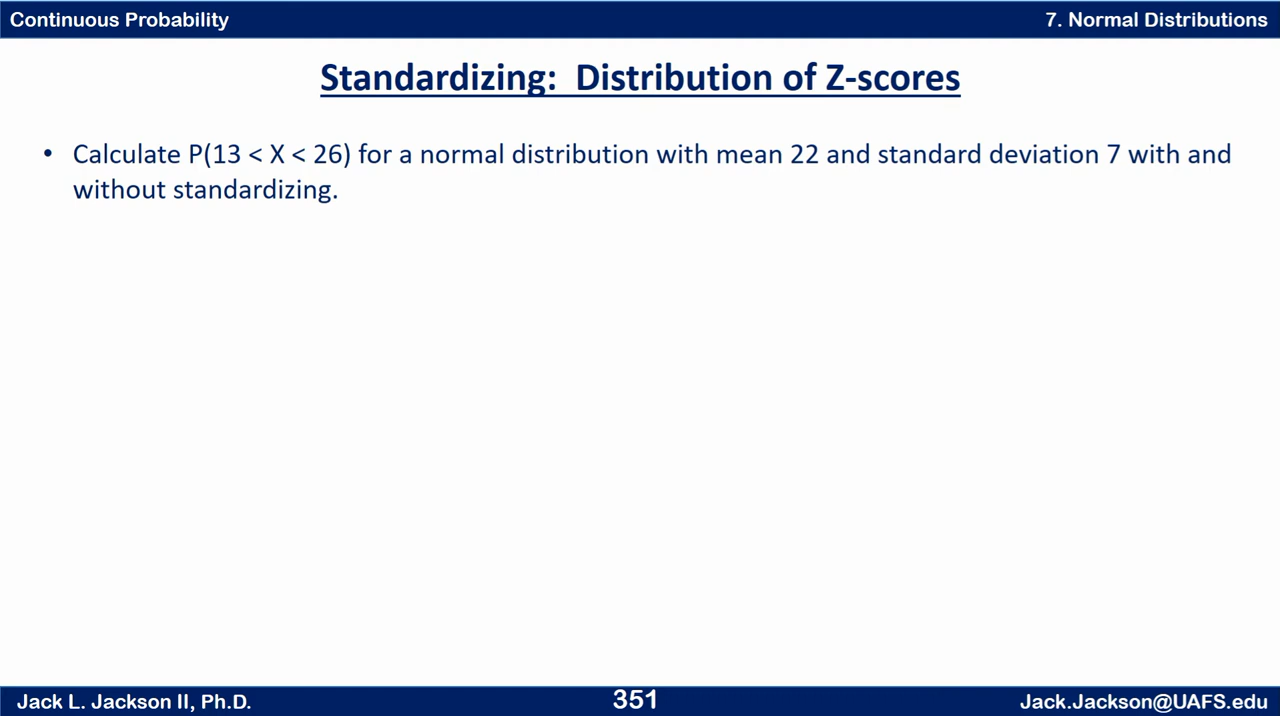 Continuous Probability
7. Normal Distributions
Standardizing: Distribution of Z-scores
• Calculate P(13 < X < 26) for a normal distribution with mean 22 and standard deviation 7 with and
without standardizing.
Jack L. Jackson II, Ph.D.
351
Jack.Jackson@UAFS.edu